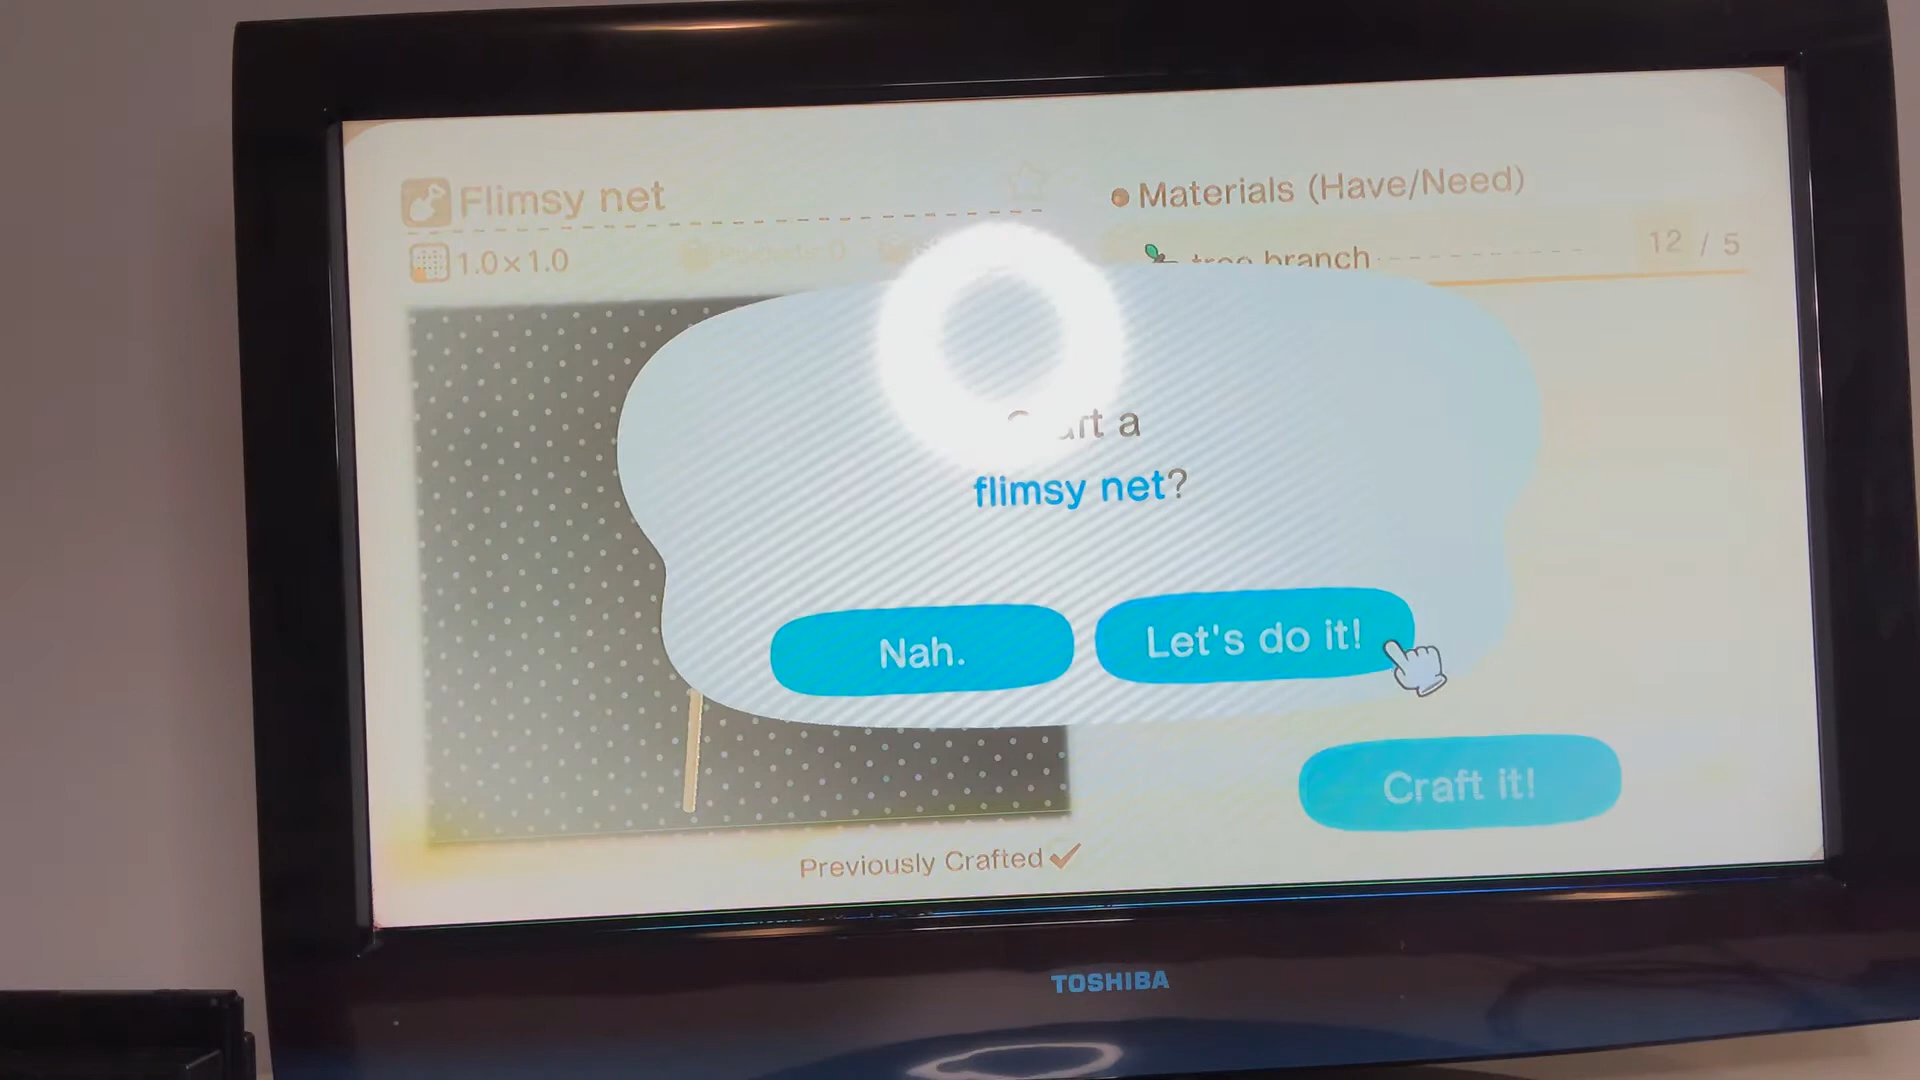 Flimsy net
Materials (Have/Need)
1.0×1.0
tree branch
12 / 5
a
flimsy net?
Nah.
Let's do it!
Craft it!
Previously Crafted
TOSHIBA